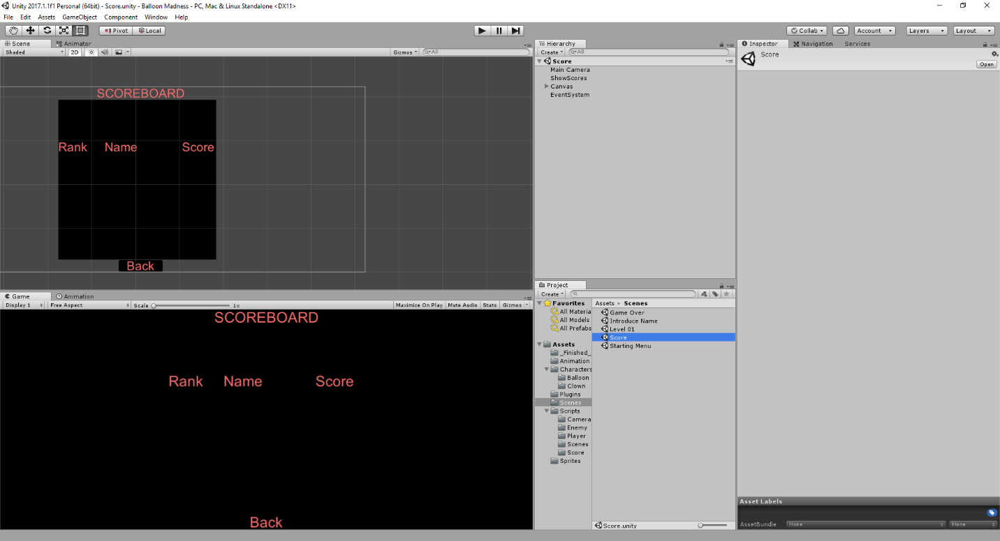 Unity 2017.1.1f1 Personal (64bit) - Score.unity - Balloon Madness - PC, Mac & Linux Standalone <DX11>
File Edit Assets GameObject Component Window Help
Pivot Local Collab Account Layers Layout
Scene Animator
Shaded 2D Gizmos All
SCOREBOARD
Rank Name Score
Back
Game Animation
Display 1 Free Aspect Scale 1x Maximize On Play Mute Audio Stats Gizmos
SCOREBOARD
Rank Name Score
Back
Hierarchy
Create All
Score
Main Camera
ShowScores
Canvas
EventSystem
Project
Create
Favorites
All Materia
All Models
All Prefabs
Assets
_Finished_
Animation
Characters
Balloon
Clown
Plugins
Scenes
Scripts
Camera
Enemy
Player
Scenes
Score
Sprites
Assets Scenes
Game Over
Introduce Name
Level 01
Score
Starting Menu
Score.unity
Inspector Navigation Services
Score
Open
Asset Labels
AssetBundle None None